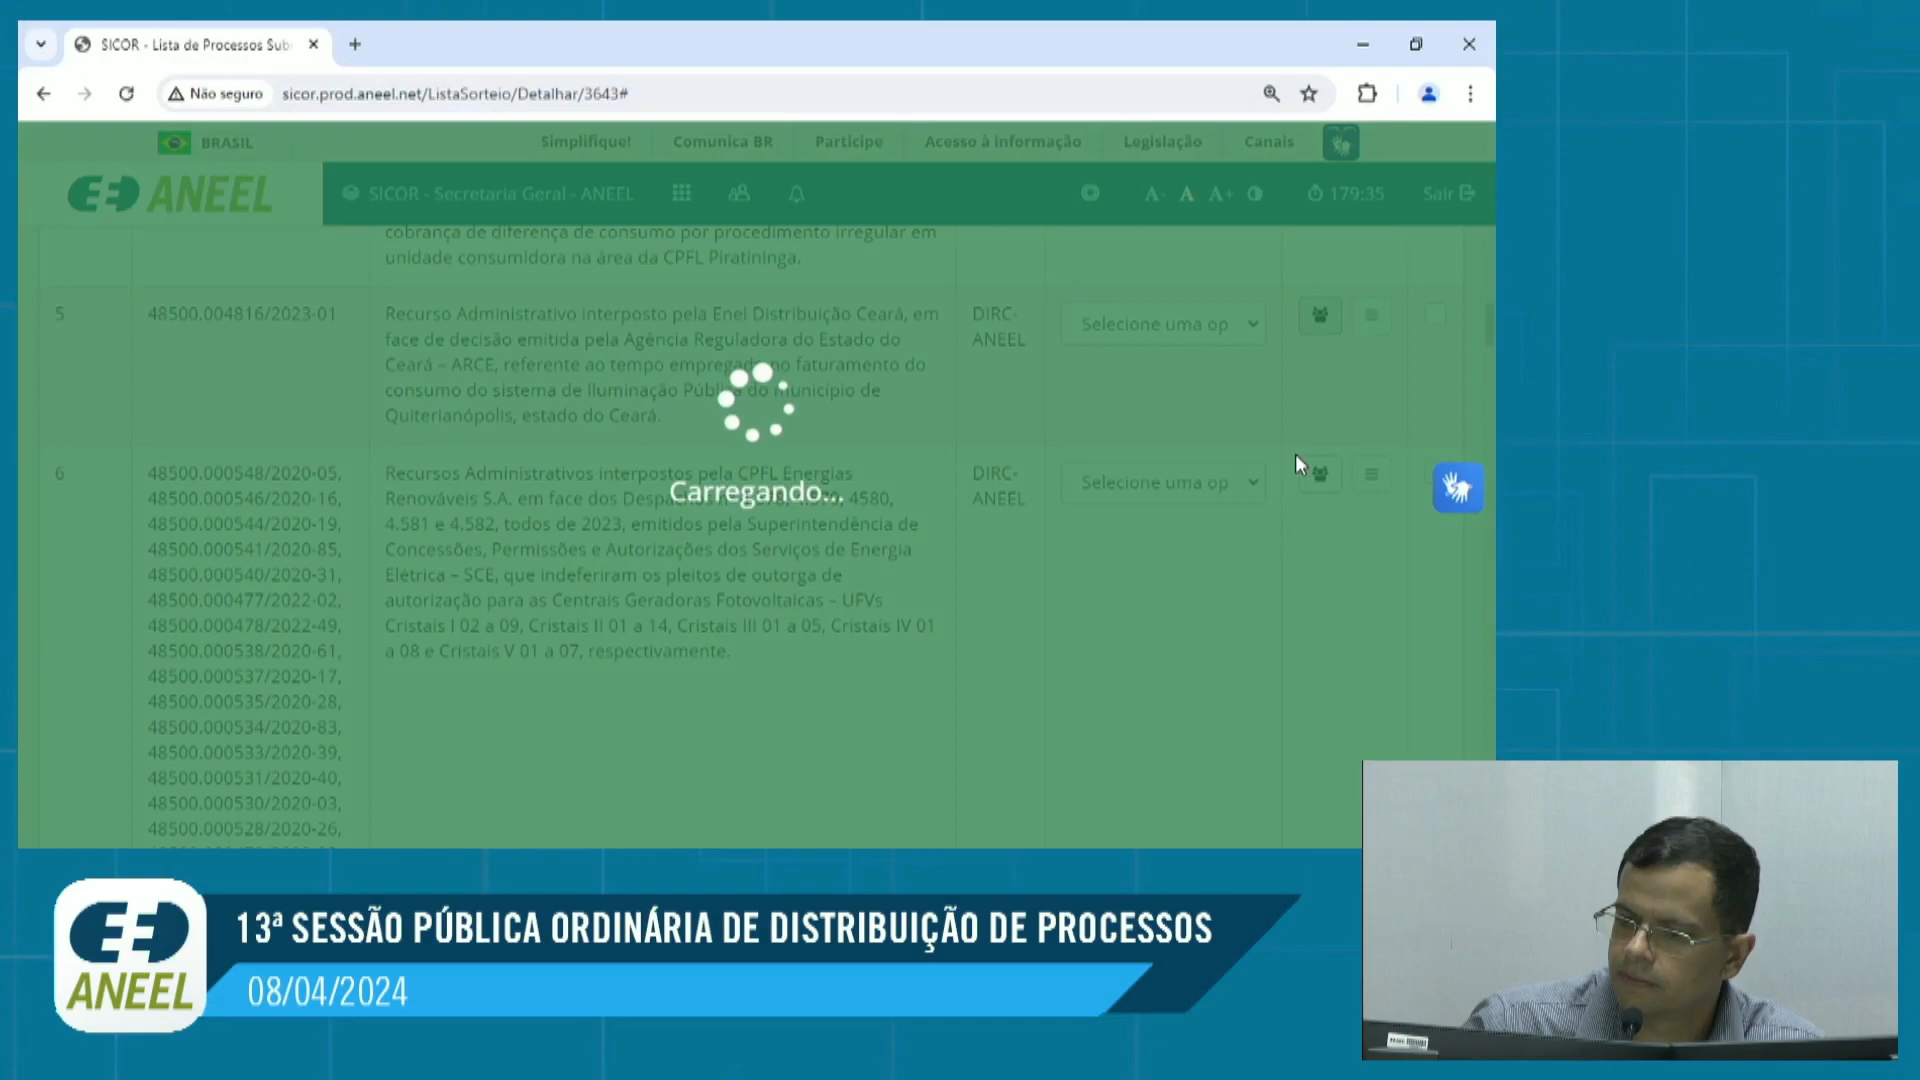 SICOR - Lista de Processos Sub
Não seguro
sicor.prod.aneel.net/ListaSorteio/Detalhar/3643#
BRASIL
Simplifique!
Comunica BR
Participe
Acesso à informação
Legislação
Canais
ANEEL
SICOR - Secretaria Geral - ANEEL
A-
A
A+
179:35
Sair
cobrança de diferença de consumo por procedimento irregular em
unidade consumidora na área da CPFL Piratininga.
5
48500.004816/2023-01
Recurso Administrativo interposto pela Enel Distribuição Ceará, em
face de decisão emitida pela Agência Reguladora do Estado do
Ceará – ARCE, referente ao tempo empregado no faturamento do
consumo do sistema de Iluminação Pública do município de
Quiterianópolis, estado do Ceará.
DIRC-
ANEEL
Selecione uma op
Carregando...
6
48500.000548/2020-05,
48500.000546/2020-16,
48500.000544/2020-19,
48500.000541/2020-85,
48500.000540/2020-31,
48500.000477/2022-02,
48500.000478/2022-49,
48500.000538/2020-61,
48500.000537/2020-17,
48500.000535/2020-28,
48500.000534/2020-83,
48500.000533/2020-39,
48500.000531/2020-40,
48500.000530/2020-03,
48500.000528/2020-26,
Recursos Administrativos interpostos pela CPFL Energias
Renováveis S.A. em face dos Despachos 4580,
4.581 e 4.582, todos de 2023, emitidos pela Superintendência de
Concessões, Permissões e Autorizações dos Serviços de Energia
Elétrica – SCE, que indeferiram os pleitos de outorga de
autorização para as Centrais Geradoras Fotovoltaicas – UFVs
Cristais I 02 a 09, Cristais II 01 a 14, Cristais III 01 a 05, Cristais IV 01
a 08 e Cristais V 01 a 07, respectivamente.
DIRC-
ANEEL
Selecione uma op
ANEEL
13ª SESSÃO PÚBLICA ORDINÁRIA DE DISTRIBUIÇÃO DE PROCESSOS
08/04/2024